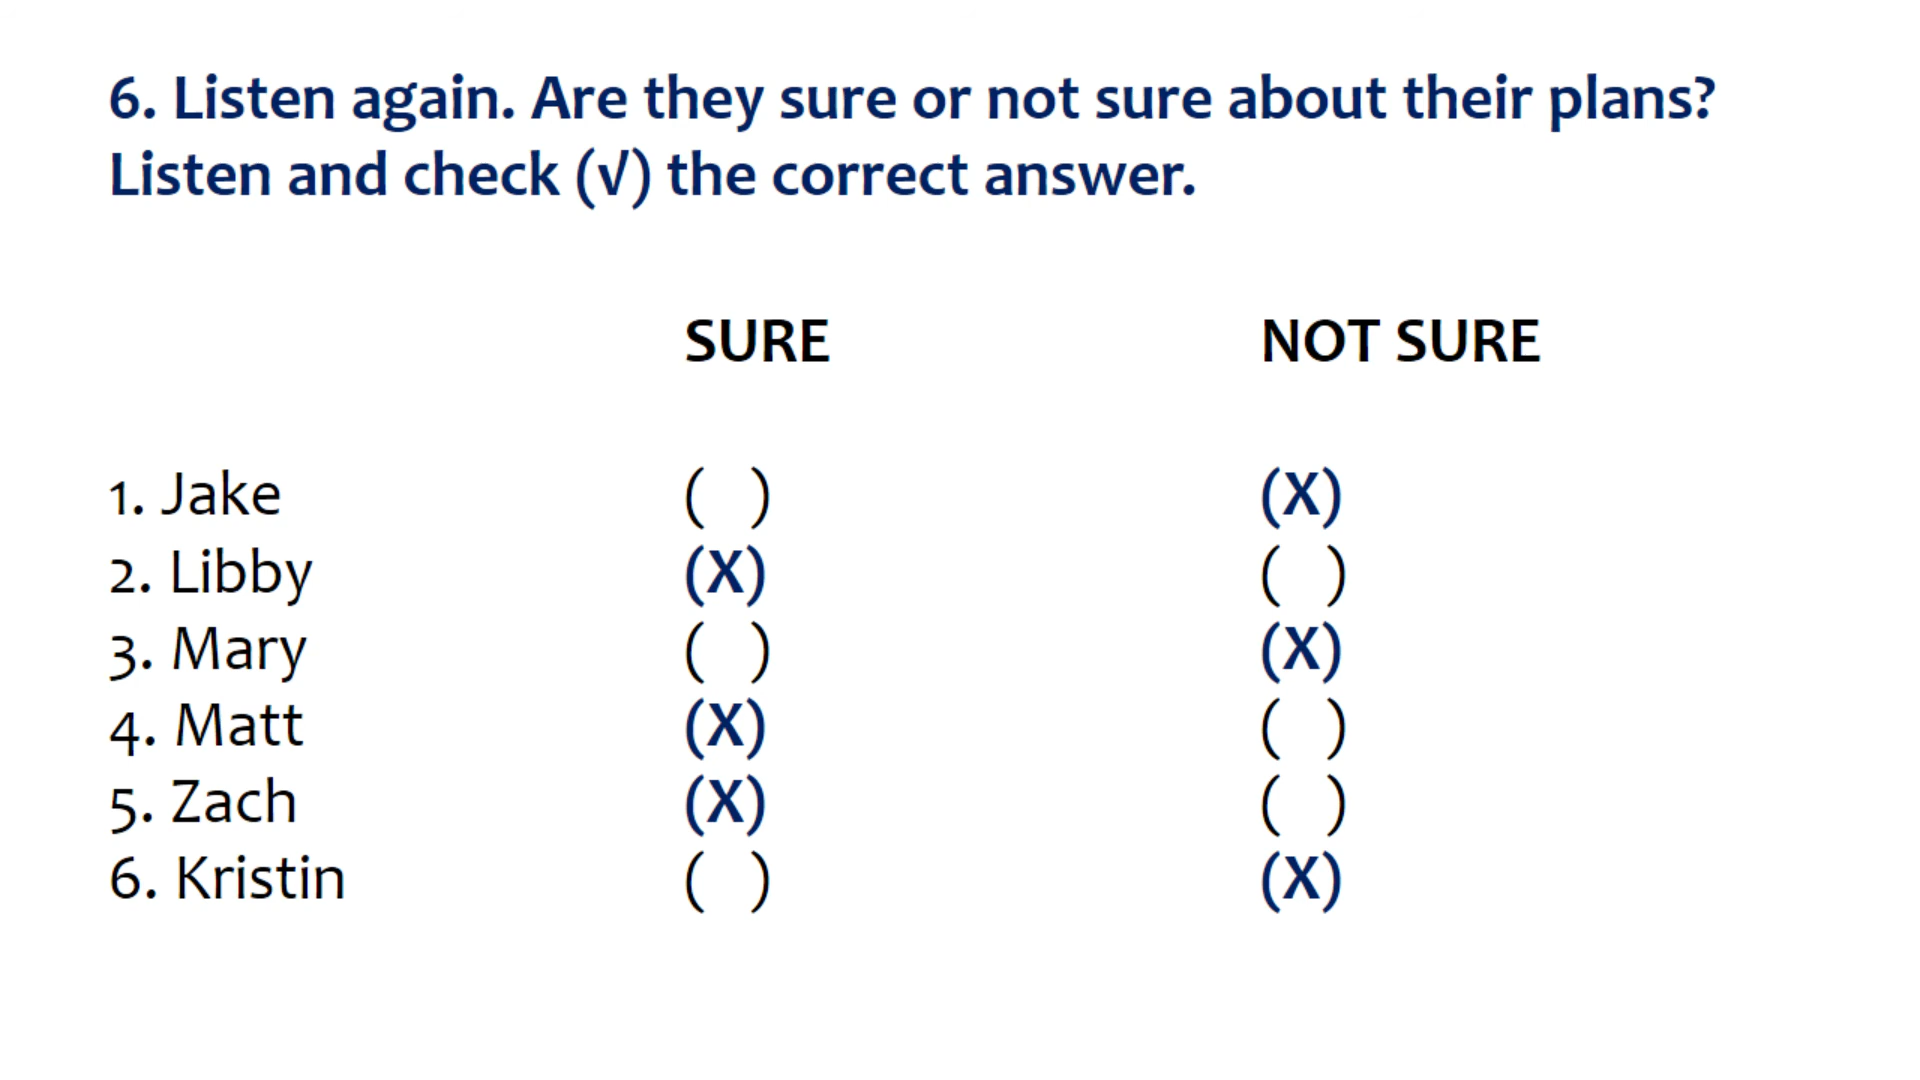 6. Listen again. Are they sure or not sure about their plans?
Listen and check (√) the correct answer.
SURE NOT SURE
1. Jake ( ) (X)
2. Libby (X) ( )
3. Mary ( ) (X)
4. Matt (X) ( )
5. Zach (X) ( )
6. Kristin ( ) (X)